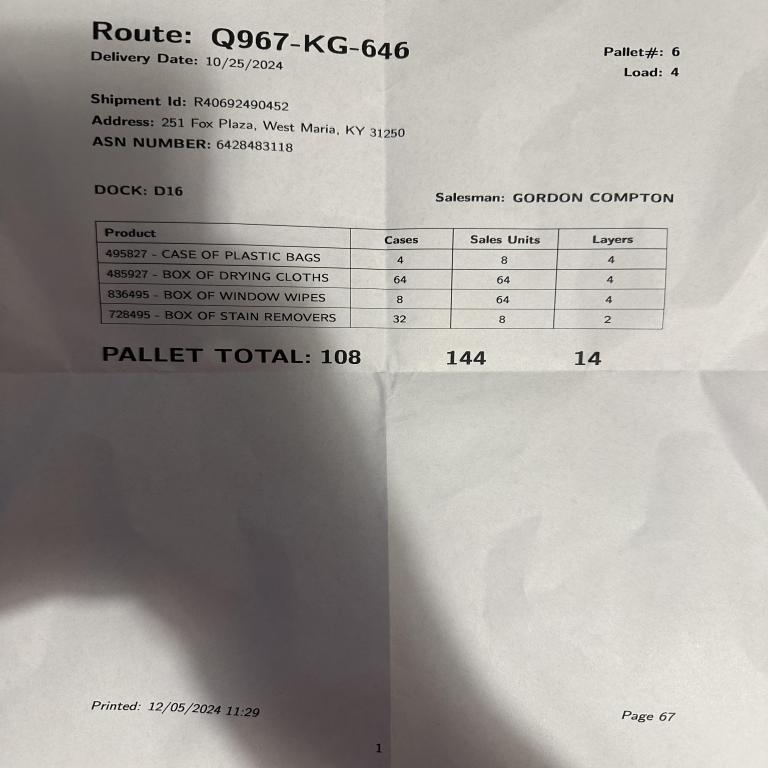 Route: Q967-KG-646
Delivery Date: 10/25/2024
Pallet#: 6
Load: 4
Shipment Id: R40692490452
Address: 251 Fox Plaza, West Maria, KY 31250
ASN NUMBER: 6428483118
DOCK: D16
Salesman: GORDON COMPTON
Product Cases Sales Units Layers
495827 - CASE OF PLASTIC BAGS 4 8 4
485927 - BOX OF DRYING CLOTHS 64 64 4
836495 - BOX OF WINDOW WIPES 8 64 4
728495 - BOX OF STAIN REMOVERS 32 8 2
PALLET TOTAL: 108 144 14
Printed: 12/05/2024 11:29
Page 67
1